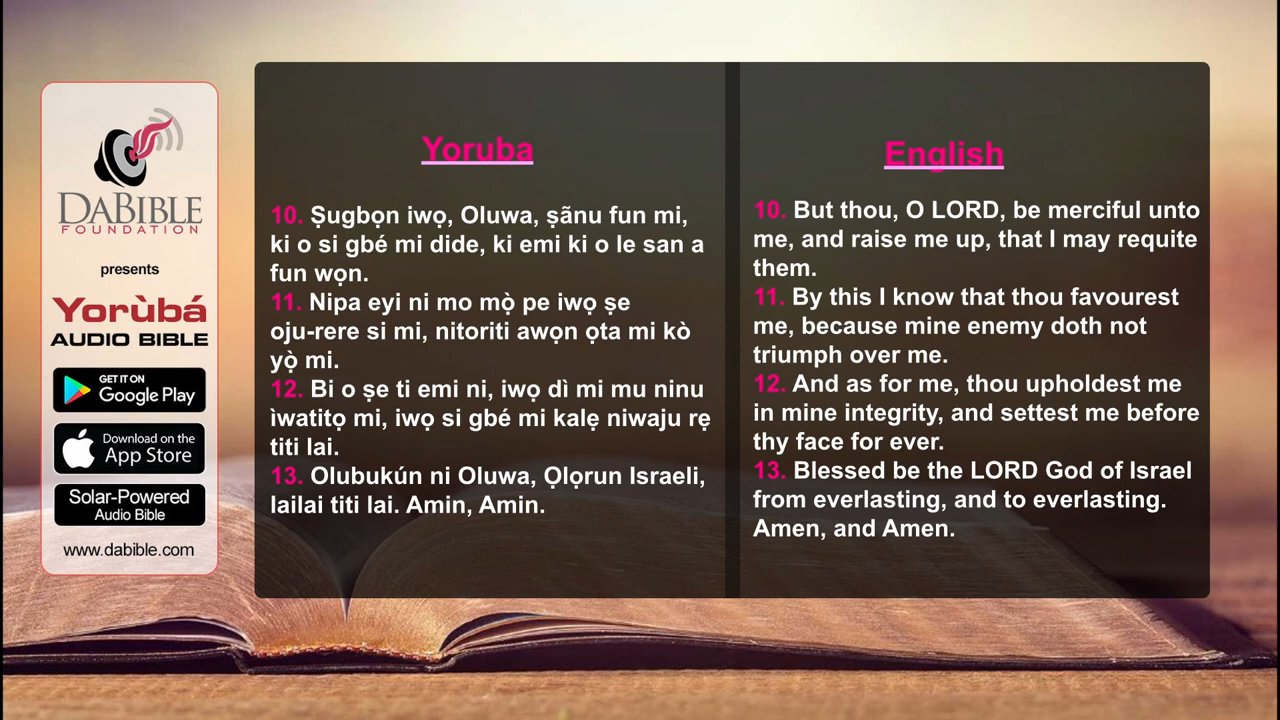 DABIBLE
FOUNDATION
presents
Yorùbá
AUDIO BIBLE
GET IT ON
Google Play
Download on the
App Store
Solar-Powered
Audio Bible
www.dabible.com
Yoruba
10. Ṣugbọn iwọ, Oluwa, ṣãnu fun mi,
ki o si gbé mi dide, ki emi ki o le san a
fun wọn.
11. Nipa eyi ni mo mọ̀ pe iwọ ṣe
oju-rere si mi, nitoriti awọn ọta mi kò
yọ̀ mi.
12. Bi o ṣe ti emi ni, iwọ dì mi mu ninu
ìwatitọ mi, iwọ si gbé mi kalẹ niwaju rẹ
titi lai.
13. Olubukún ni Oluwa, Ọlọrun Israeli,
lailai titi lai. Amin, Amin.
English
10. But thou, O LORD, be merciful unto
me, and raise me up, that I may requite
them.
11. By this I know that thou favourest
me, because mine enemy doth not
triumph over me.
12. And as for me, thou upholdest me
in mine integrity, and settest me before
thy face for ever.
13. Blessed be the LORD God of Israel
from everlasting, and to everlasting.
Amen, and Amen.